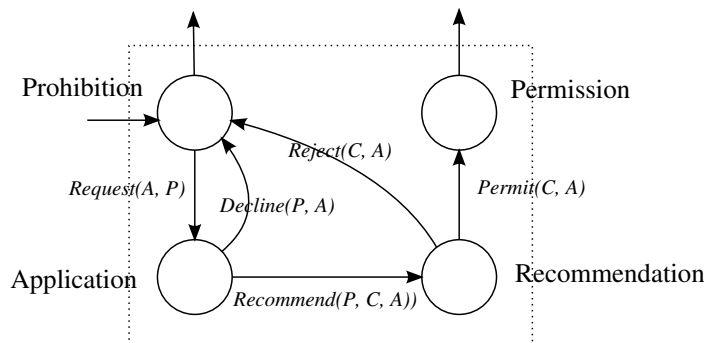 Prohibition
Permission
Reject(C, A)
Request(A, P)
Permit(C, A)
Decline(P, A)
Application
Recommendation
Recommend(P, C, A))